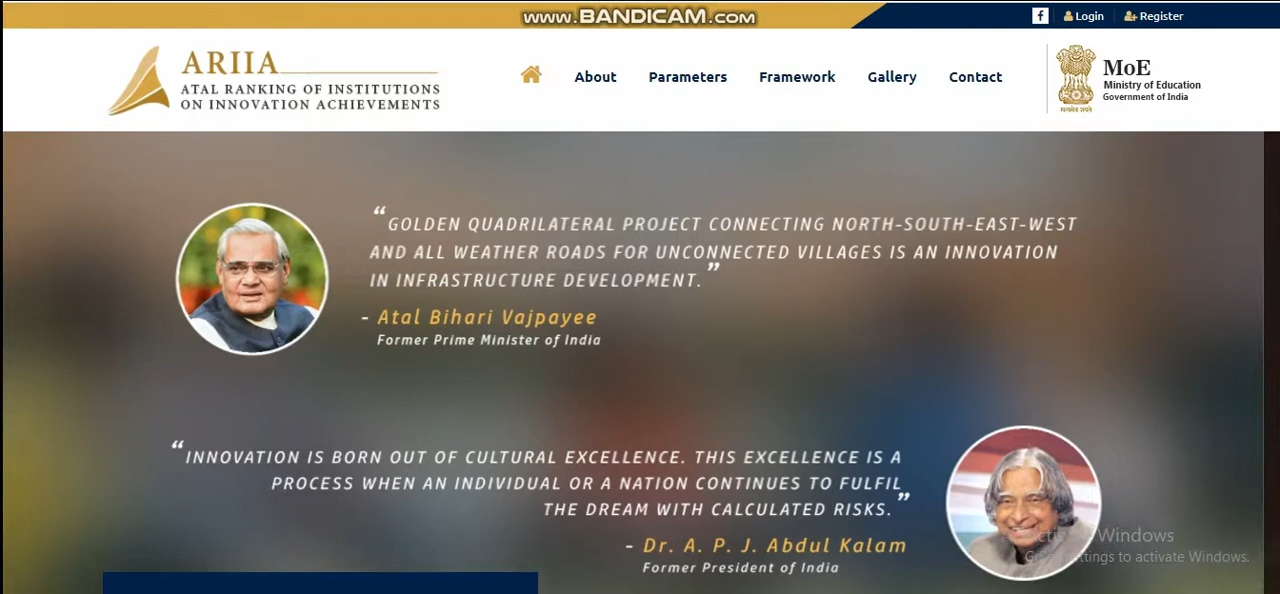 www.BANDICAM.com
f Login Register
ARIIA
ATAL RANKING OF INSTITUTIONS
ON INNOVATION ACHIEVEMENTS
About Parameters Framework Gallery Contact
MoE
Ministry of Education
Government of India
सत्यमेव जयते
“GOLDEN QUADRILATERAL PROJECT CONNECTING NORTH-SOUTH-EAST-WEST
AND ALL WEATHER ROADS FOR UNCONNECTED VILLAGES IS AN INNOVATION
IN INFRASTRUCTURE DEVELOPMENT.”
- Atal Bihari Vajpayee
Former Prime Minister of India
“INNOVATION IS BORN OUT OF CULTURAL EXCELLENCE. THIS EXCELLENCE IS A
PROCESS WHEN AN INDIVIDUAL OR A NATION CONTINUES TO FULFIL
THE DREAM WITH CALCULATED RISKS.”
- Dr. A. P. J. Abdul Kalam
Former President of India
Windows
to activate Windows.